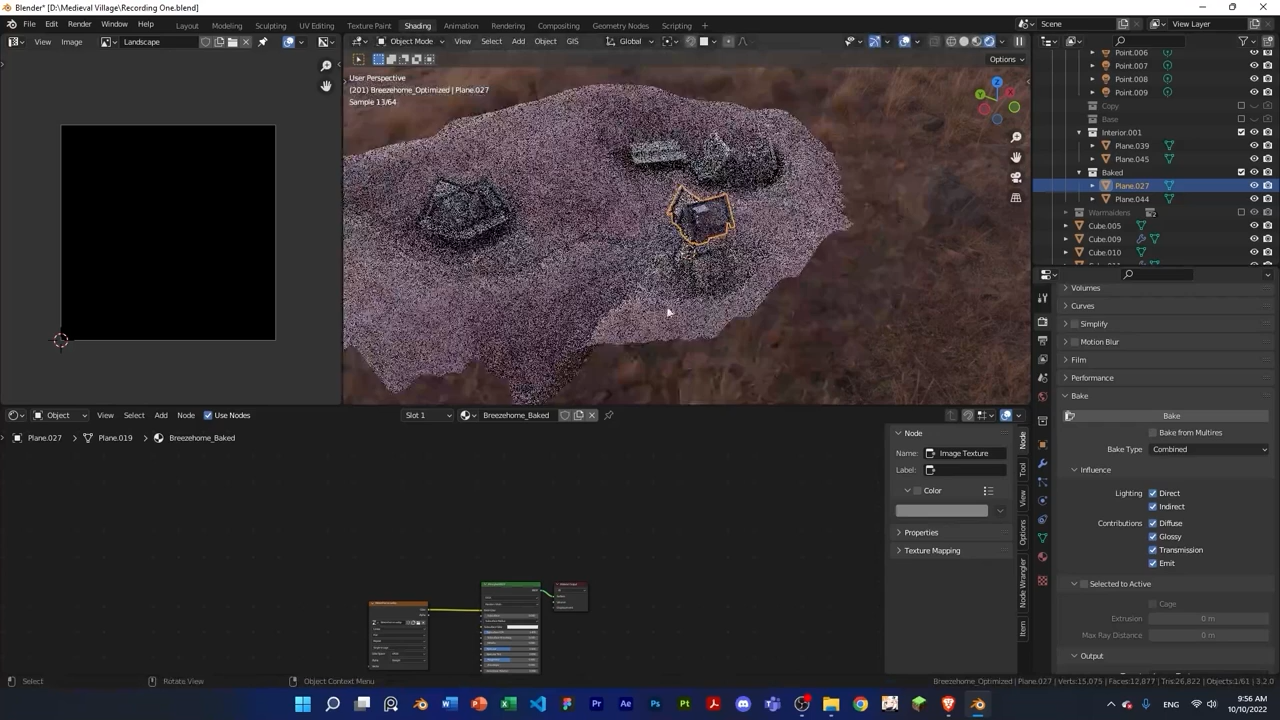 Blender* [D:\Medieval Village\Recording One.blend]
File Edit Render Window Help Layout Modeling Sculpting UV Editing Texture Paint Shading Animation Rendering Compositing Geometry Nodes Scripting + Scene View Layer
View Image Landscape Object Mode View Select Add Object GIS Global
Options
User Perspective
(201) Breezehome_Optimized | Plane.027
Sample 13/64
Point.006
Point.007
Point.008
Point.009
Copy
Base
Interior.001
Plane.039
Plane.045
Baked
Plane.027
Plane.044
Warmaidens
Cube.005
Cube.009
Cube.010
Volumes
Curves
Simplify
Motion Blur
Film
Performance
Bake
Bake
Bake from Multires
Bake Type Combined
Influence
Lighting Direct
Indirect
Contributions Diffuse
Glossy
Transmission
Emit
Selected to Active
Cage
Extrusion 0 m
Max Ray Distance 0 m
Output
Object View Select Add Node Use Nodes Slot 1 Breezehome_Baked
Plane.027 Plane.019 Breezehome_Baked
Node
Name: Image Texture
Label:
Color
Properties
Texture Mapping
Node
Tool
View
Options
Node Wrangler
Item
Select Rotate View Object Context Menu
Breezehome_Optimized | Plane.027 | Verts:15,075 | Faces:12,877 | Tris:26,822 | Objects:1/61 | 3.2.0
ENG
9:56 AM
10/10/2022